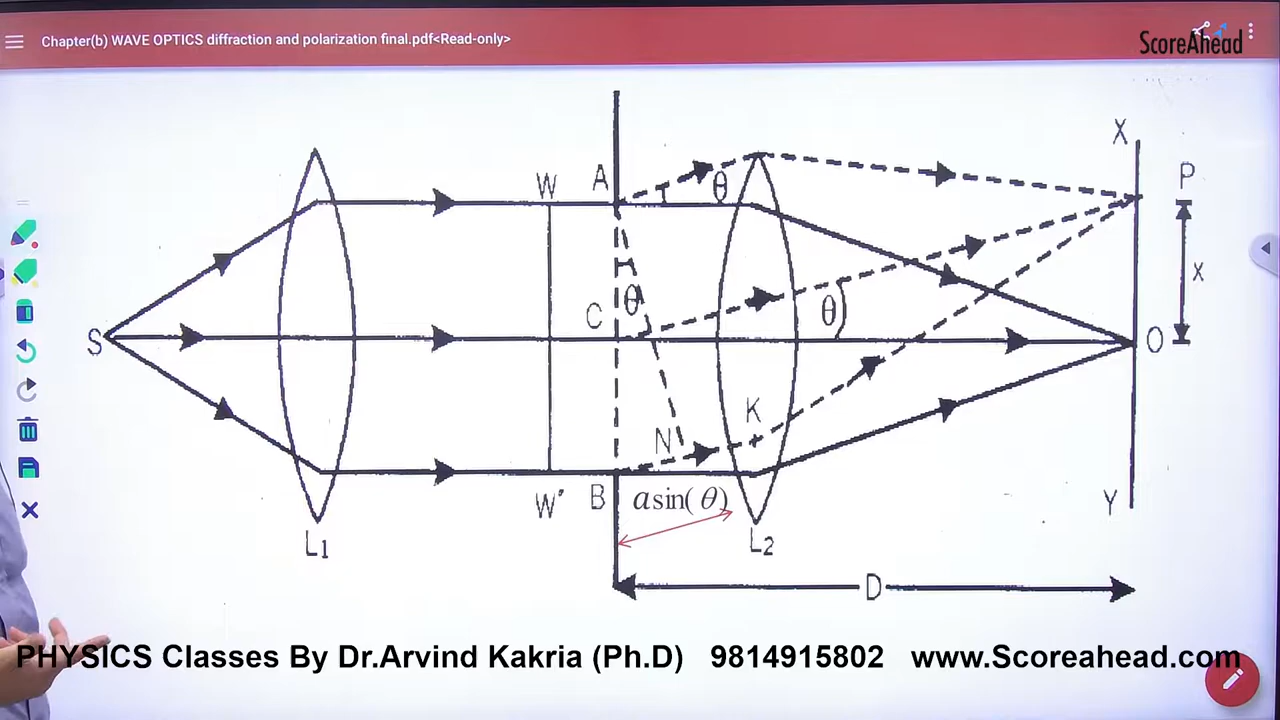 Chapter(b) WAVE OPTICS diffraction and polarization final.pdf<Read-only>
ScoreAhead
X
W A θ P
θ C θ x
S O
K
N
W' B a sin( θ ) Y
L1 L2
D
PHYSICS Classes By Dr.Arvind Kakria (Ph.D) 9814915802 www.Scoreahead.com